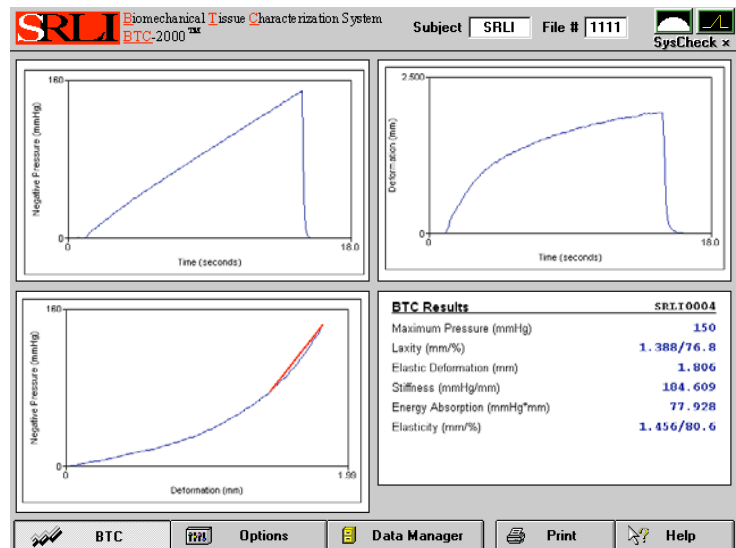 SRLI Biomechanical Tissue Characterization System
BTC-2000 ™
Subject SRLI File # 1111
SysCheck ×
160
Negative Pressure (mmHg)
0
0 18.0
Time (seconds)
2.500
Deformation (mm)
0
0 18.0
Time (seconds)
160
Negative Pressure (mmHg)
0
0 1.99
Deformation (mm)
BTC Results SRLI0004
Maximum Pressure (mmHg) 150
Laxity (mm/%) 1.388/76.8
Elastic Deformation (mm) 1.806
Stiffness (mmHg/mm) 184.609
Energy Absorption (mmHg*mm) 77.928
Elasticity (mm/%) 1.456/80.6
BTC Options Data Manager Print Help